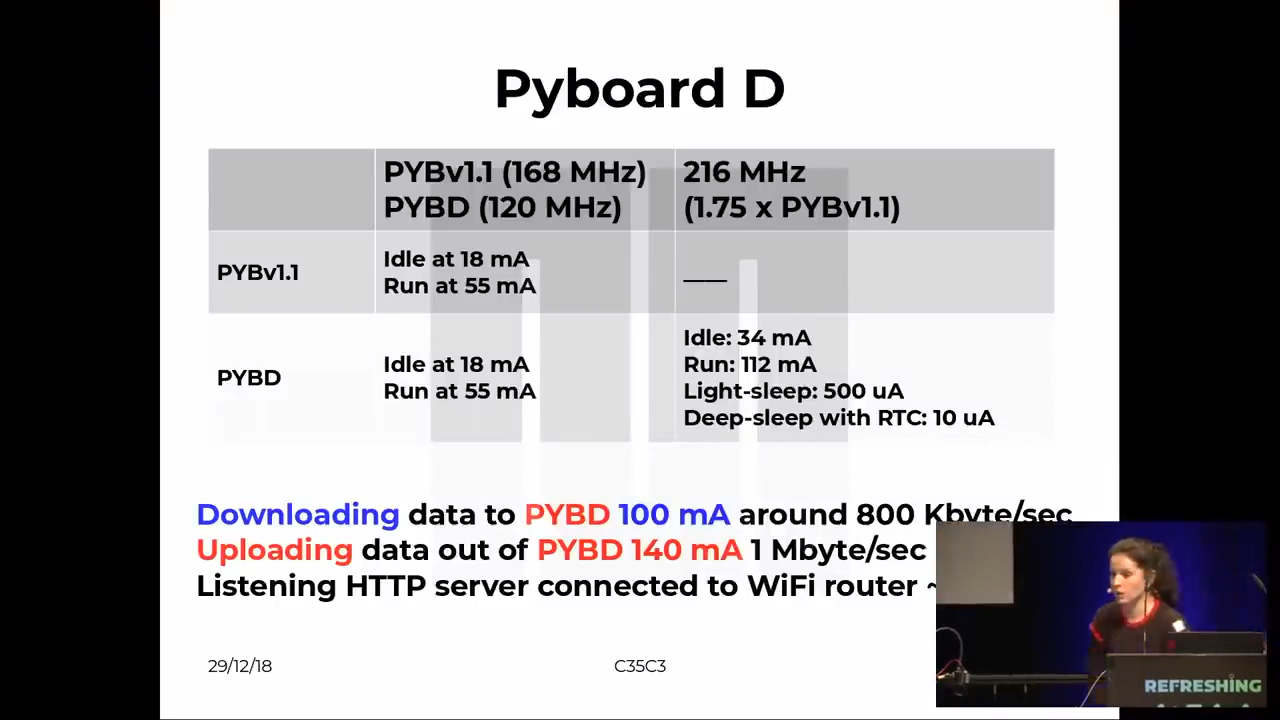 Pyboard D
PYBv1.1 (168 MHz)
PYBD (120 MHz)
216 MHz
(1.75 x PYBv1.1)
PYBv1.1
Idle at 18 mA
Run at 55 mA
——
PYBD
Idle at 18 mA
Run at 55 mA
Idle: 34 mA
Run: 112 mA
Light-sleep: 500 uA
Deep-sleep with RTC: 10 uA
Downloading data to PYBD 100 mA around 800 Kbyte/sec
Uploading data out of PYBD 140 mA 1 Mbyte/sec
Listening HTTP server connected to WiFi router ~
29/12/18
C35C3
REFRESHING